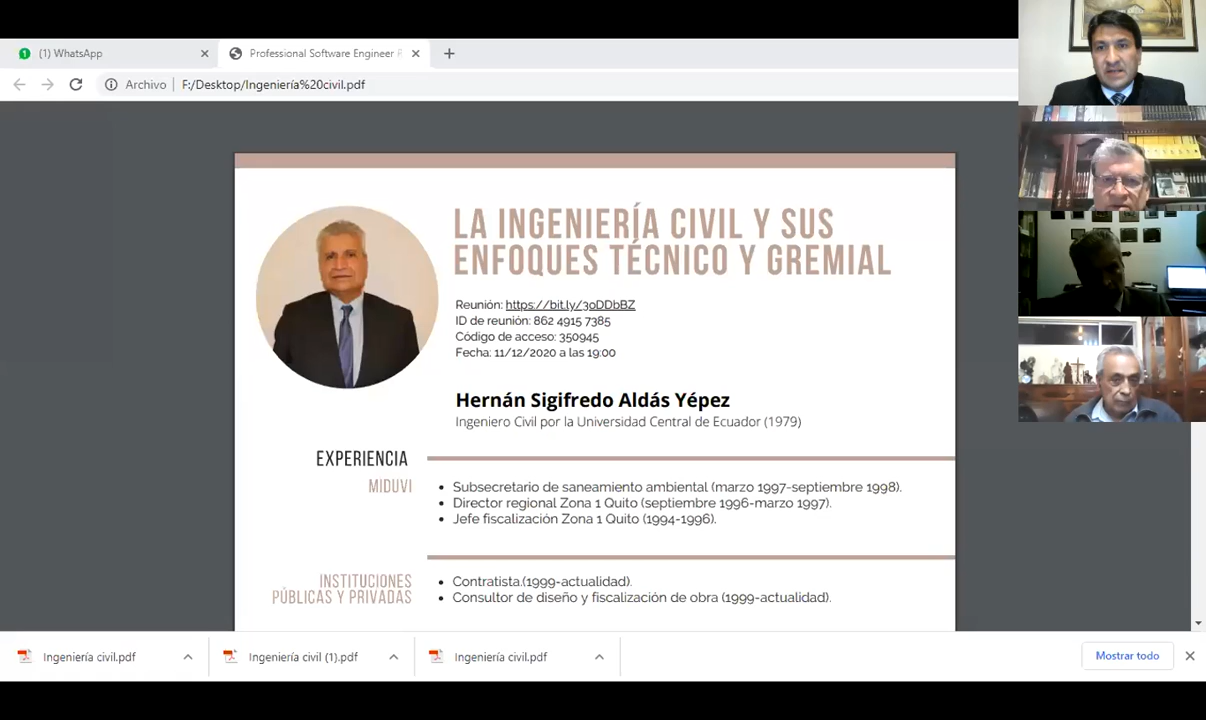 (1) WhatsApp
Professional Software Engineer
Archivo F:/Desktop/Ingeniería%20civil.pdf
LA INGENIERÍA CIVIL Y SUS
ENFOQUES TÉCNICO Y GREMIAL
Reunión: https://bit.ly/3oDDbBZ
ID de reunión: 862 4915 7385
Código de acceso: 350945
Fecha: 11/12/2020 a las 19:00
Hernán Sigifredo Aldás Yépez
Ingeniero Civil por la Universidad Central de Ecuador (1979)
EXPERIENCIA
MIDUVI
• Subsecretario de saneamiento ambiental (marzo 1997-septiembre 1998).
• Director regional Zona 1 Quito (septiembre 1996-marzo 1997).
• Jefe fiscalización Zona 1 Quito (1994-1996).
INSTITUCIONES
PÚBLICAS Y PRIVADAS
• Contratista.(1999-actualidad).
• Consultor de diseño y fiscalización de obra (1999-actualidad).
Ingeniería civil.pdf
Ingeniería civil (1).pdf
Ingeniería civil.pdf
Mostrar todo